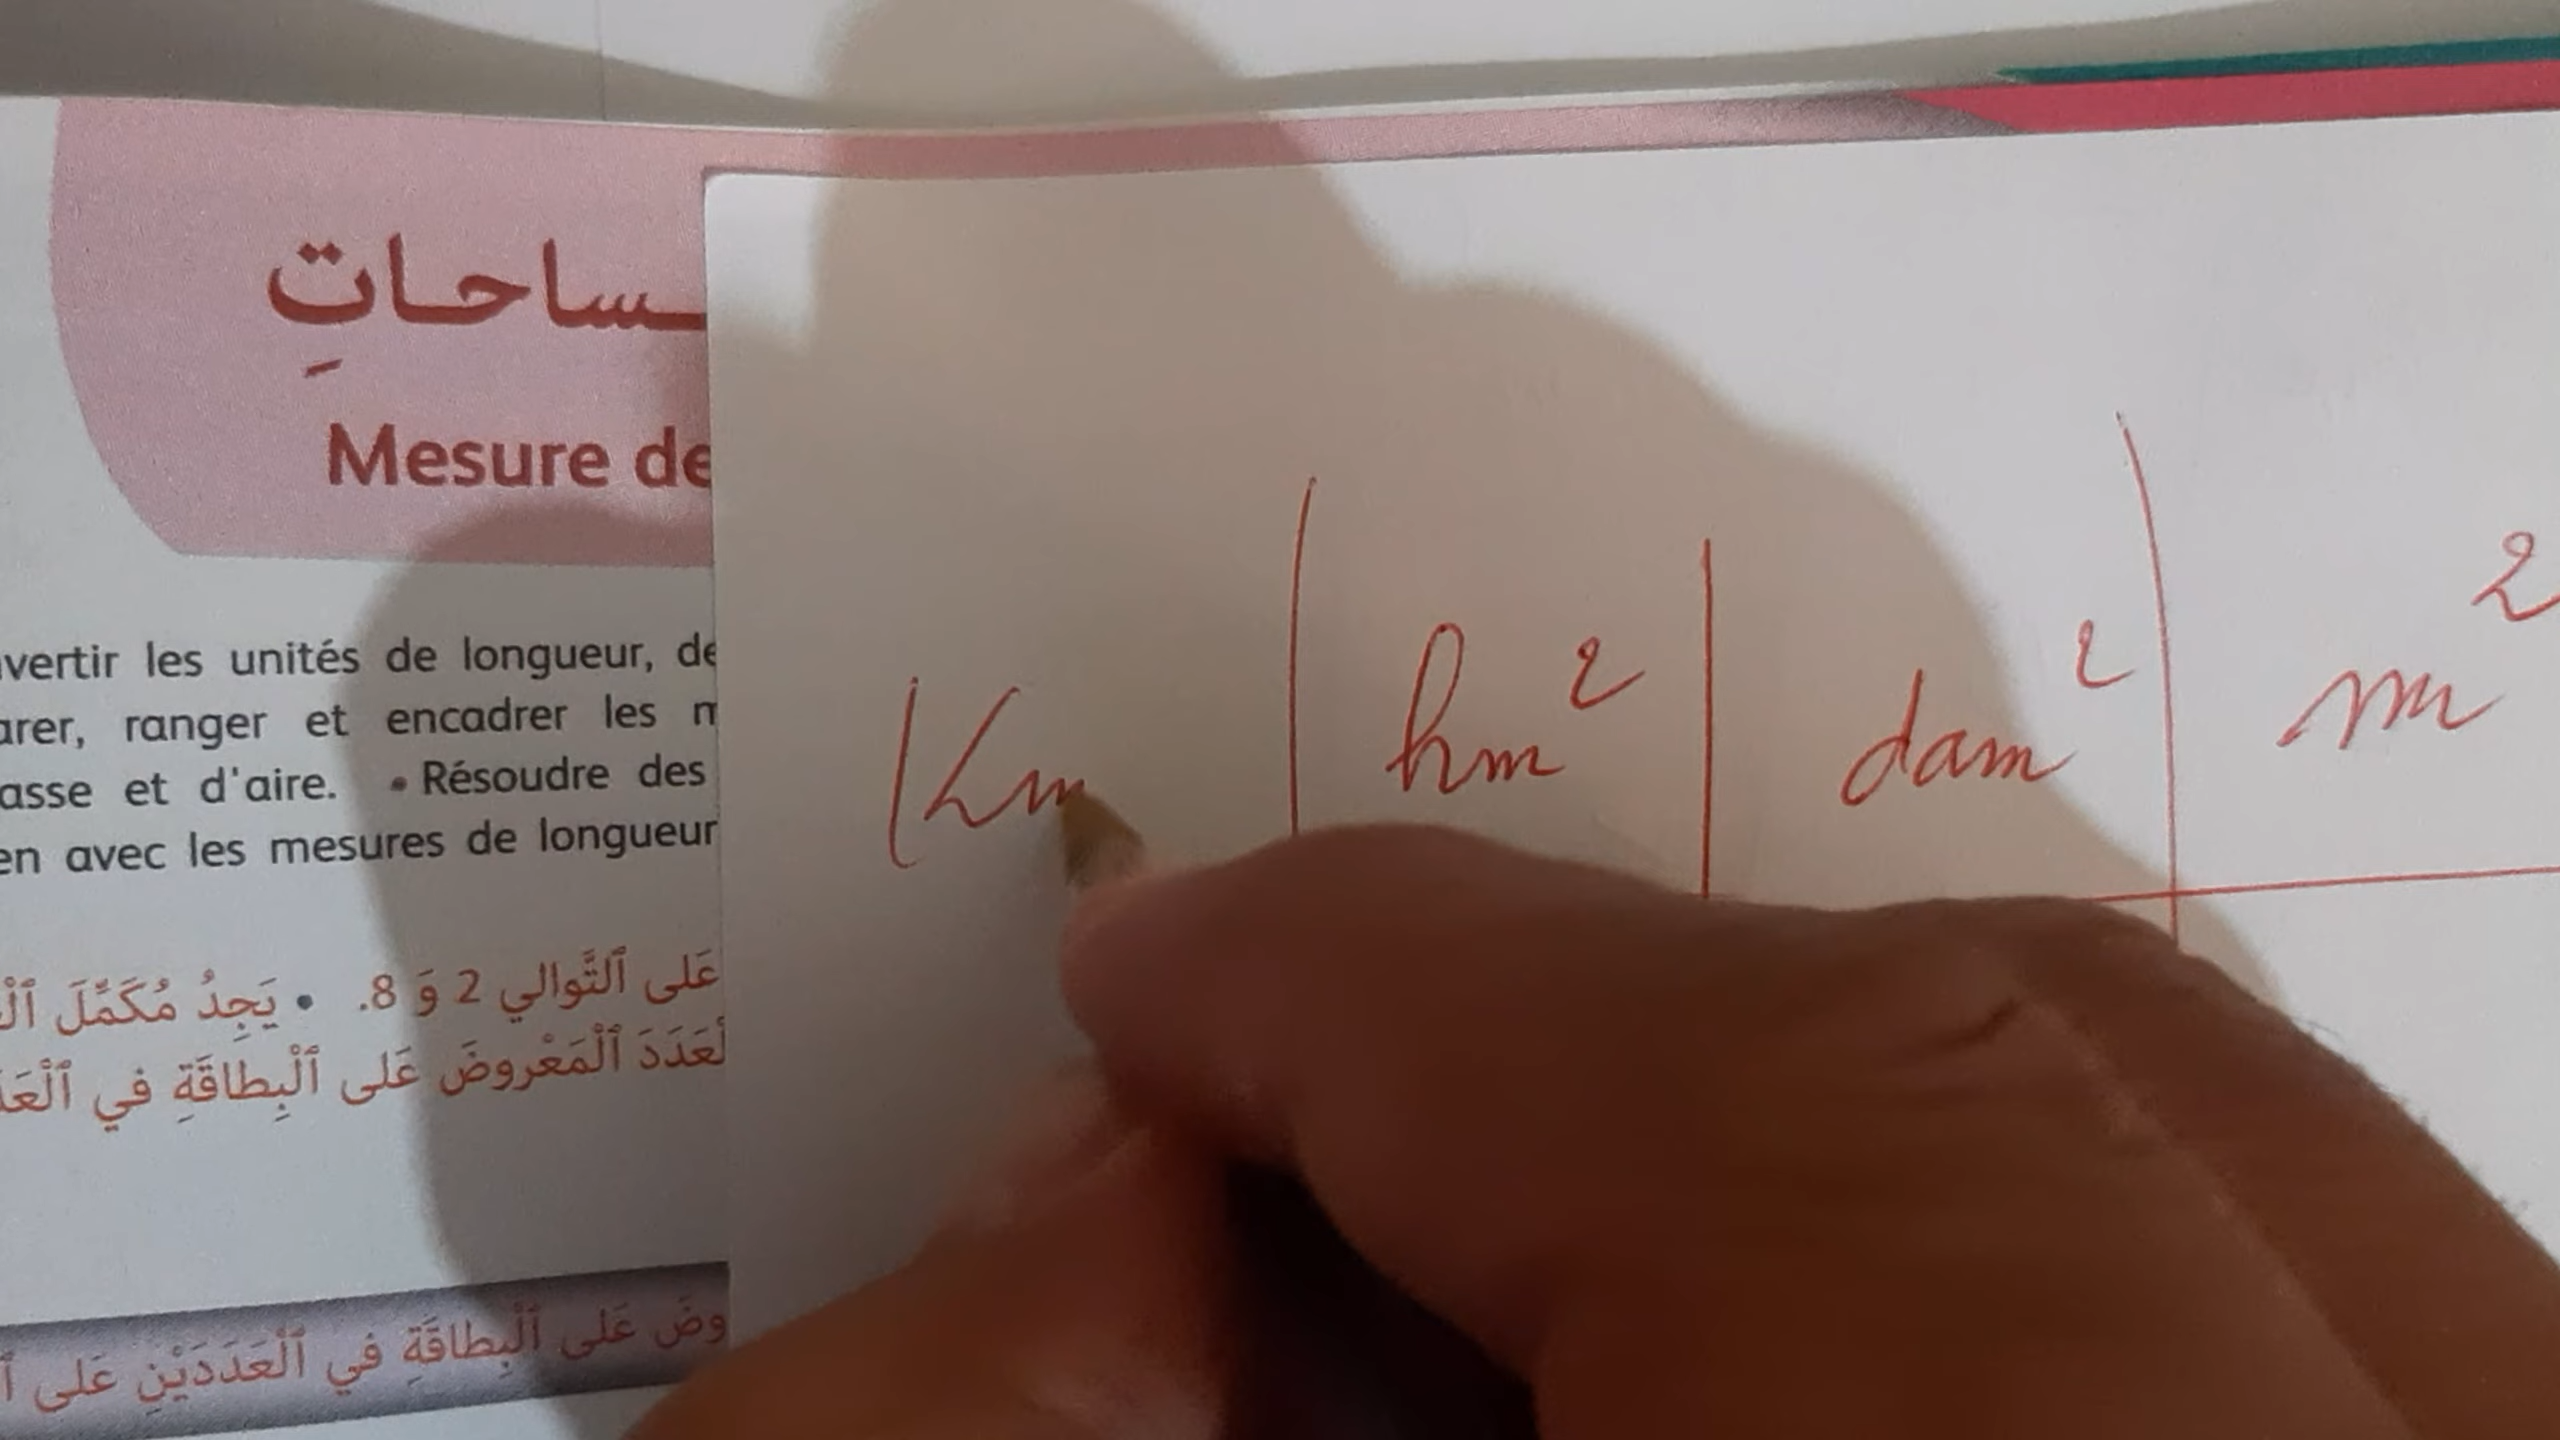 ـساحـاتِ
Mesure de
vertir les unités de longueur, de
arer, ranger et encadrer les
asse et d'aire. • Résoudre des
en avec les mesures de longueur
عَلى ٱلتَّوالي 2 وَ 8. • يَجِدُ مُكَمِّلَ
لْعَدَدَ ٱلْمَعْروضَ عَلى ٱلْبِطاقَةِ في
وضَ عَلى ٱلْبِطاقَةِ في ٱلْعَدَدَيْنِ عَلى
Km hm² dam² m²